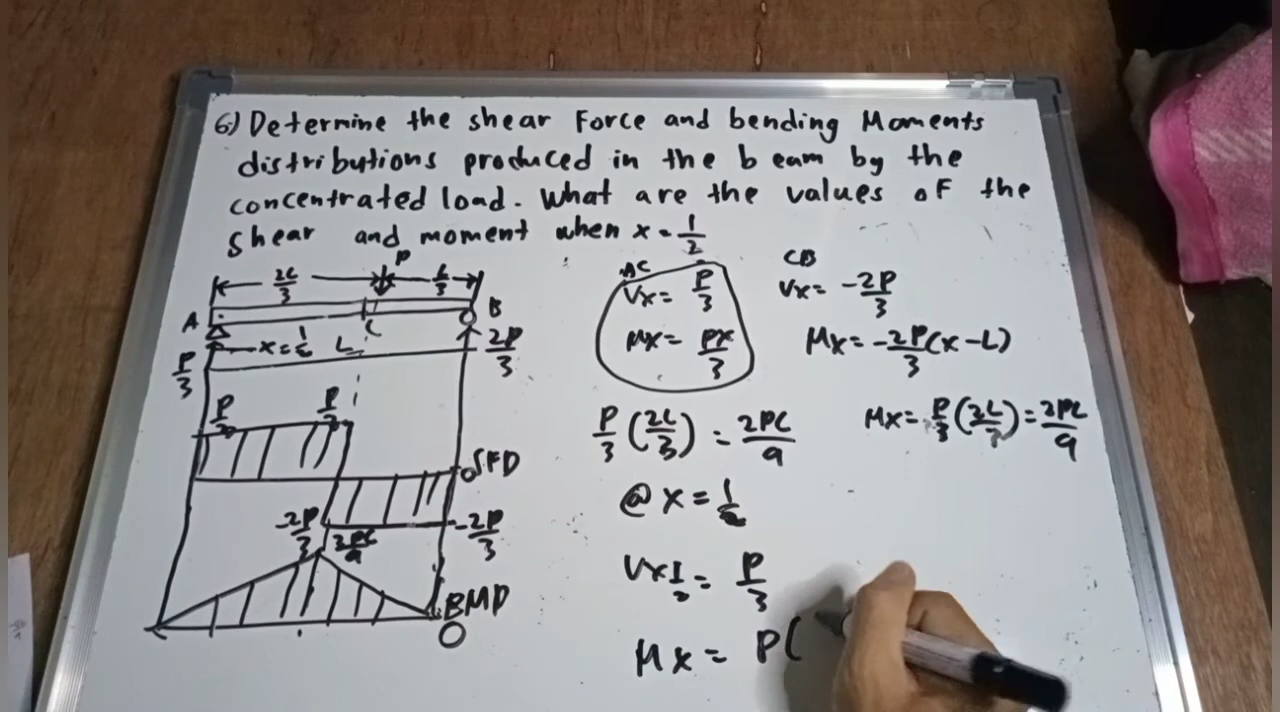 6.) Determine the shear Force and bending Moments
distributions produced in the beam by the
concentrated load. What are the values of the
shear and moment when x = 1/2
P
2L/3 L/3
A B
C
x = 1/2 L
P/3 2P/3
SFD
-2P/3 -2P/3
2PL/9
BMD
AC
Vx = P/3
Mx = Px/3
CB
Vx = -2P/3
Mx = -2P/3 (x-L)
P/3 (2L/3) = 2PL/9
Mx = P/3 (2L/3) = 2PL/9
@ x = 1/2
Vx 1/2 = P/3
Mx = P(